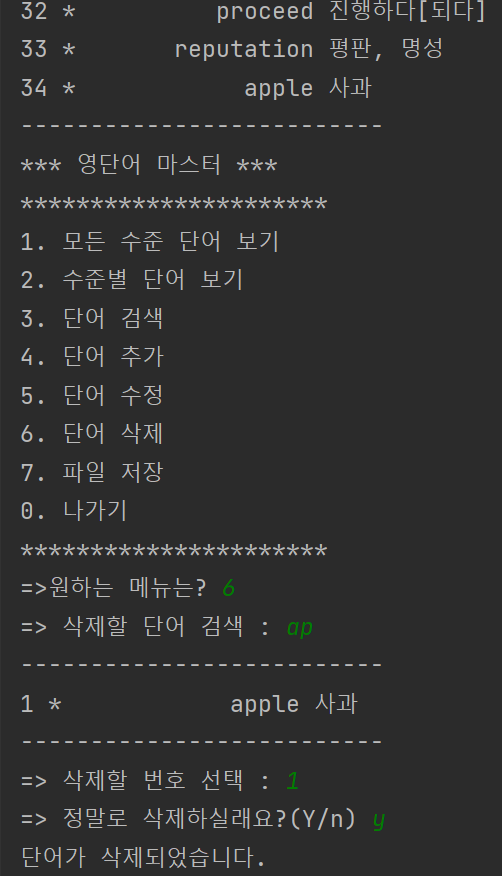 32 * proceed 진행하다[되다]
33 * reputation 평판, 명성
34 * apple 사과
--------------------------
*** 영단어 마스터 ***
**********************
1. 모든 수준 단어 보기
2. 수준별 단어 보기
3. 단어 검색
4. 단어 추가
5. 단어 수정
6. 단어 삭제
7. 파일 저장
0. 나가기
**********************
=>원하는 메뉴는? 6
=> 삭제할 단어 검색 : ap
--------------------------
1 * apple 사과
--------------------------
=> 삭제할 번호 선택 : 1
=> 정말로 삭제하실래요?(Y/n) y
단어가 삭제되었습니다.